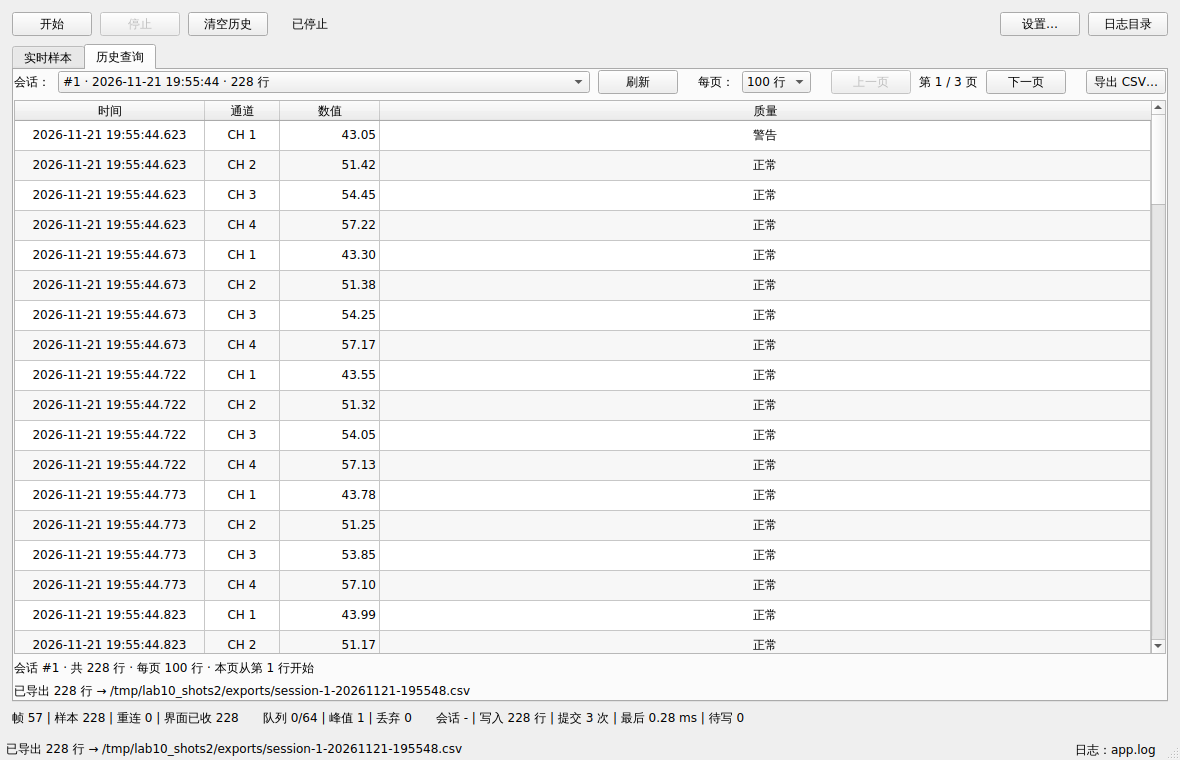 开始 停止 清空历史 已停止 设置... 日志目录
实时样本 历史查询
会话： #1 · 2026-11-21 19:55:44 · 228 行 刷新 每页： 100 行 上一页 第 1 / 3 页 下一页 导出 CSV...
时间 通道 数值 质量
2026-11-21 19:55:44.623 CH 1 43.05 警告
2026-11-21 19:55:44.623 CH 2 51.42 正常
2026-11-21 19:55:44.623 CH 3 54.45 正常
2026-11-21 19:55:44.623 CH 4 57.22 正常
2026-11-21 19:55:44.673 CH 1 43.30 正常
2026-11-21 19:55:44.673 CH 2 51.38 正常
2026-11-21 19:55:44.673 CH 3 54.25 正常
2026-11-21 19:55:44.673 CH 4 57.17 正常
2026-11-21 19:55:44.722 CH 1 43.55 正常
2026-11-21 19:55:44.722 CH 2 51.32 正常
2026-11-21 19:55:44.722 CH 3 54.05 正常
2026-11-21 19:55:44.722 CH 4 57.13 正常
2026-11-21 19:55:44.773 CH 1 43.78 正常
2026-11-21 19:55:44.773 CH 2 51.25 正常
2026-11-21 19:55:44.773 CH 3 53.85 正常
2026-11-21 19:55:44.773 CH 4 57.10 正常
2026-11-21 19:55:44.823 CH 1 43.99 正常
2026-11-21 19:55:44.823 CH 2 51.17 正常
会话 #1 · 共 228 行 · 每页 100 行 · 本页从第 1 行开始
已导出 228 行 → /tmp/lab10_shots2/exports/session-1-20261121-195548.csv
帧 57 | 样本 228 | 重连 0 | 界面已收 228 队列 0/64 | 峰值 1 | 丢弃 0 会话 - | 写入 228 行 | 提交 3 次 | 最后 0.28 ms | 待写 0
已导出 228 行 → /tmp/lab10_shots2/exports/session-1-20261121-195548.csv 日志：app.log